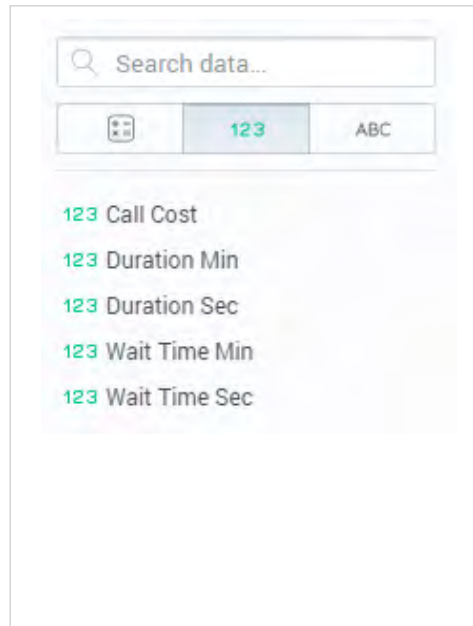 Search data...
123 ABC
123 Call Cost
123 Duration Min
123 Duration Sec
123 Wait Time Min
123 Wait Time Sec